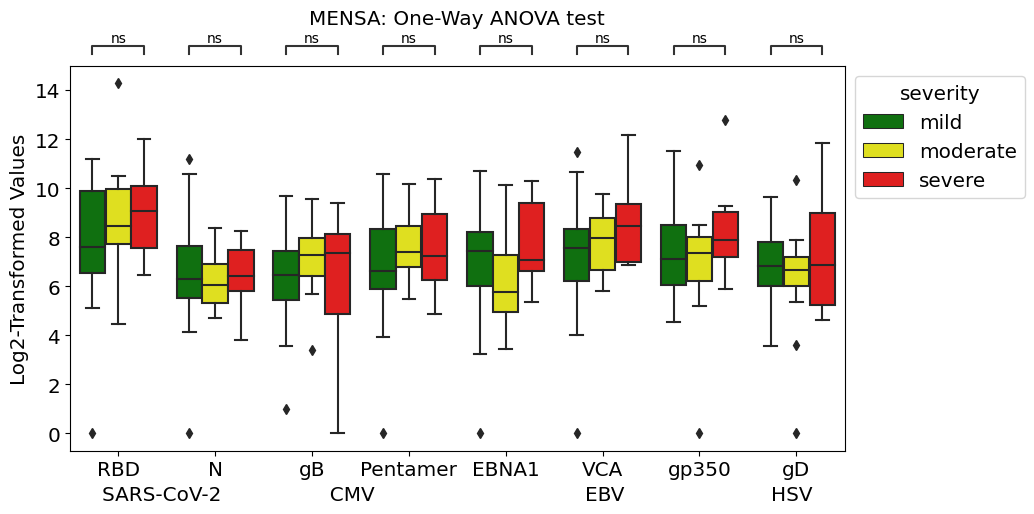 MENSA: One-Way ANOVA test
ns ns ns ns ns ns ns ns
Log2-Transformed Values
14
12
10
8
6
4
2
0
severity
mild
moderate
severe
RBD N gB Pentamer EBNA1 VCA gp350 gD
SARS-CoV-2 CMV EBV HSV